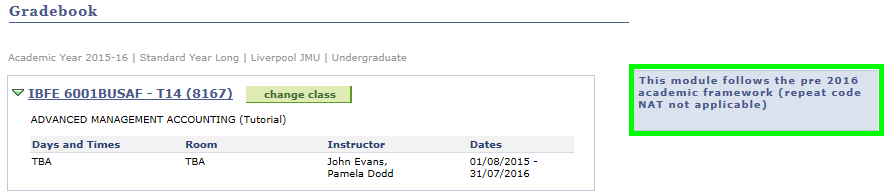 Gradebook
Academic Year 2015-16 | Standard Year Long | Liverpool JMU | Undergraduate
IBFE 6001BUSAF - T14 (8167) change class
ADVANCED MANAGEMENT ACCOUNTING (Tutorial)
Days and Times Room Instructor Dates
TBA TBA John Evans, 01/08/2015 -
Pamela Dodd 31/07/2016
This module follows the pre 2016
academic framework (repeat code
NAT not applicable)